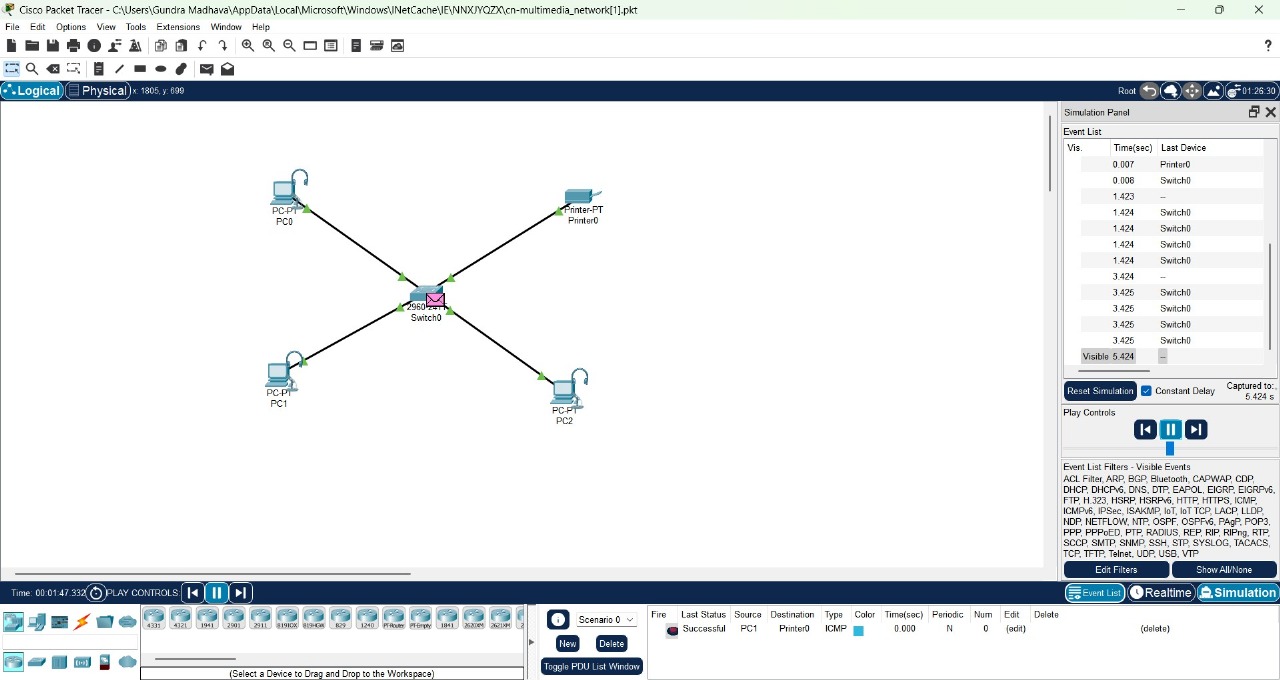 Cisco Packet Tracer - C:\Users\Gundra Madhava\AppData\Local\Microsoft\Windows\INetCache\IE\NNXJYQZX\cn-multimedia_network[1].pkt
File Edit Options View Tools Extensions Window Help
?
Logical Physical x: 1805, y: 699
Root 01:26:30
Simulation Panel
Event List
Vis. Time(sec) Last Device
0.007 Printer0
0.008 Switch0
1.423 --
1.424 Switch0
1.424 Switch0
1.424 Switch0
1.424 Switch0
3.424 --
3.425 Switch0
3.425 Switch0
3.425 Switch0
3.425 Switch0
Visible 5.424 --
Reset Simulation Constant Delay Captured to:
5.424 s
Play Controls
Event List Filters - Visible Events
ACL Filter, ARP, BGP, Bluetooth, CAPWAP, CDP,
DHCP, DHCPv6, DNS, DTP, EAPOL, EIGRP, EIGRPv6,
FTP, H.323, HSRP, HSRPv6, HTTP, HTTPS, ICMP,
ICMPv6, IPSec, ISAKMP, IoT, IoT TCP, LACP, LLDP,
NDP, NETFLOW, NTP, OSPF, OSPFv6, PAgP, POP3,
PPP, PPPoED, PTP, RADIUS, REP, RIP, RIPng, RTP,
SCCP, SMTP, SNMP, SSH, STP, SYSLOG, TACACS,
TCP, TFTP, Telnet, UDP, USB, VTP
Edit Filters Show All/None
PC-PT
PC0
Printer-PT
Printer0
Switch0
PC-PT
PC1
PC-PT
PC2
Time: 00:01:47.332 PLAY CONTROLS:
Event List Realtime Simulation
4331 4321 1941 2901 2911 819IOX 819HGW 829 1240 PT-Router PT-Empty 1841 2620XM 2621XM
(Select a Device to Drag and Drop to the Workspace)
Scenario 0
New Delete
Toggle PDU List Window
Fire Last Status Source Destination Type Color Time(sec) Periodic Num Edit Delete
Successful PC1 Printer0 ICMP 0.000 N 0 (edit) (delete)